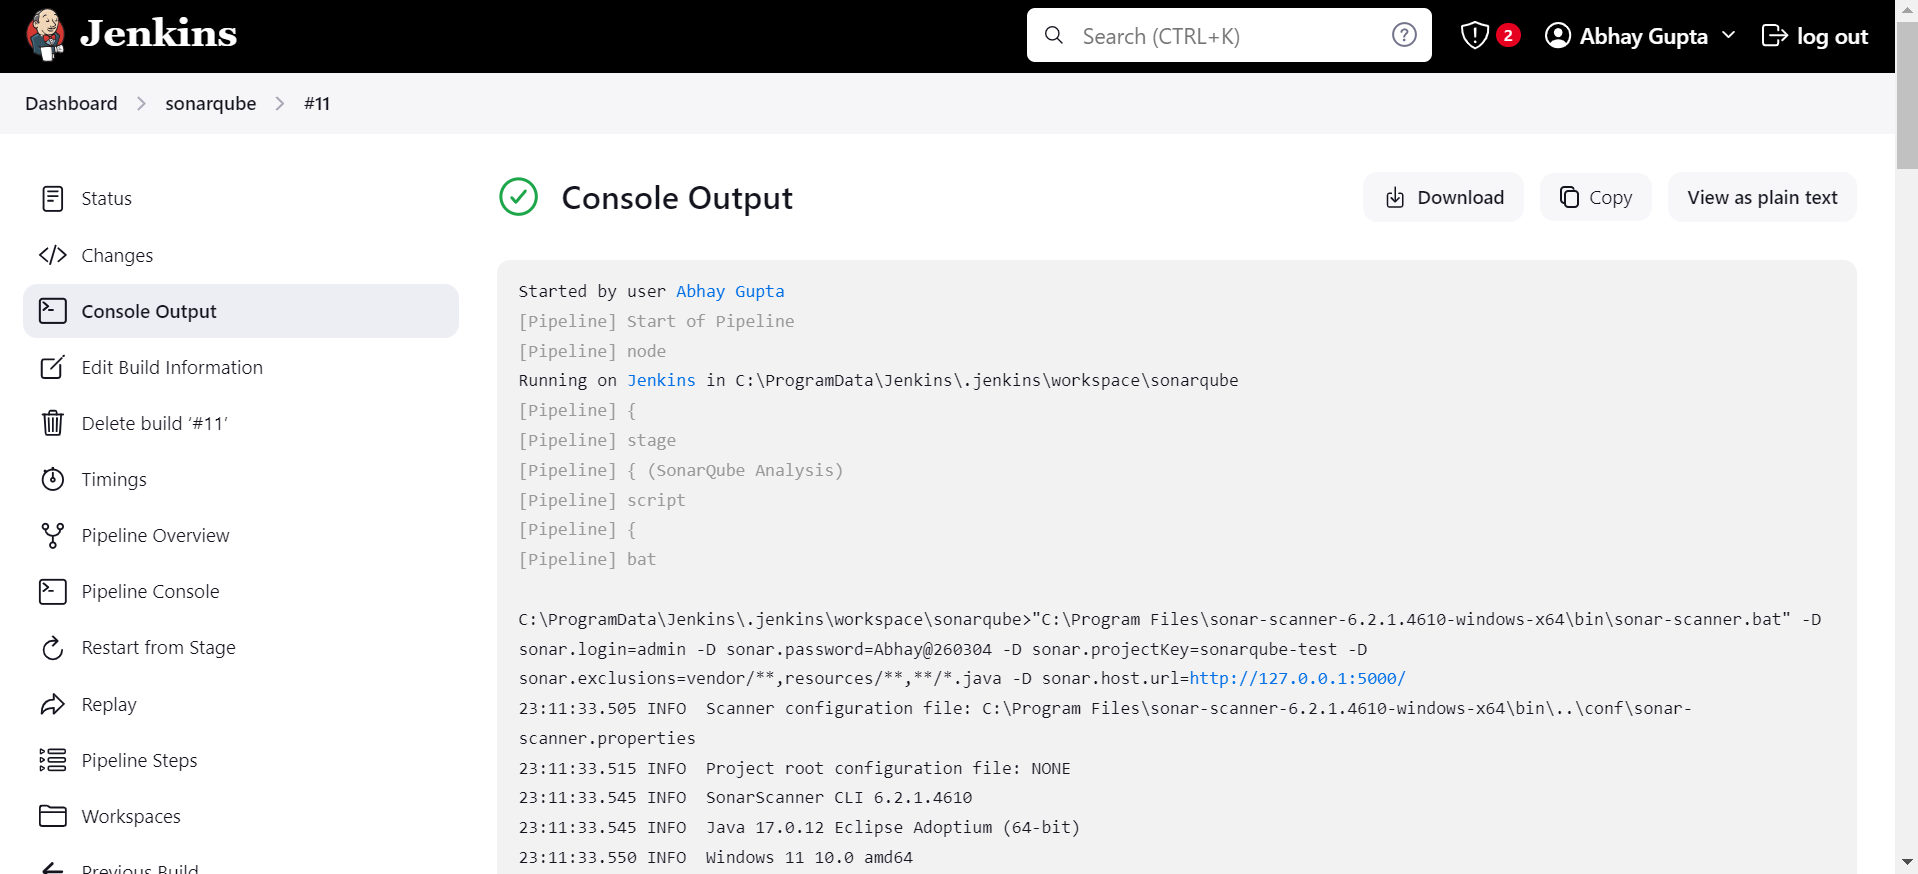 Jenkins
Search (CTRL+K)
2
Abhay Gupta
log out
Dashboard
sonarqube
#11
Status
Changes
Console Output
Edit Build Information
Delete build ‘#11’
Timings
Pipeline Overview
Pipeline Console
Restart from Stage
Replay
Pipeline Steps
Workspaces
Previous Build
Console Output
Download
Copy
View as plain text
Started by user Abhay Gupta
[Pipeline] Start of Pipeline
[Pipeline] node
Running on Jenkins in C:\ProgramData\Jenkins\.jenkins\workspace\sonarqube
[Pipeline] {
[Pipeline] stage
[Pipeline] { (SonarQube Analysis)
[Pipeline] script
[Pipeline] {
[Pipeline] bat
C:\ProgramData\Jenkins\.jenkins\workspace\sonarqube>"C:\Program Files\sonar-scanner-6.2.1.4610-windows-x64\bin\sonar-scanner.bat" -D
sonar.login=admin -D sonar.password=Abhay@260304 -D sonar.projectKey=sonarqube-test -D
sonar.exclusions=vendor/**,resources/**,**/*.java -D sonar.host.url=http://127.0.0.1:5000/
23:11:33.505 INFO  Scanner configuration file: C:\Program Files\sonar-scanner-6.2.1.4610-windows-x64\bin\..\conf\sonar-
scanner.properties
23:11:33.515 INFO  Project root configuration file: NONE
23:11:33.545 INFO  SonarScanner CLI 6.2.1.4610
23:11:33.545 INFO  Java 17.0.12 Eclipse Adoptium (64-bit)
23:11:33.550 INFO  Windows 11 10.0 amd64